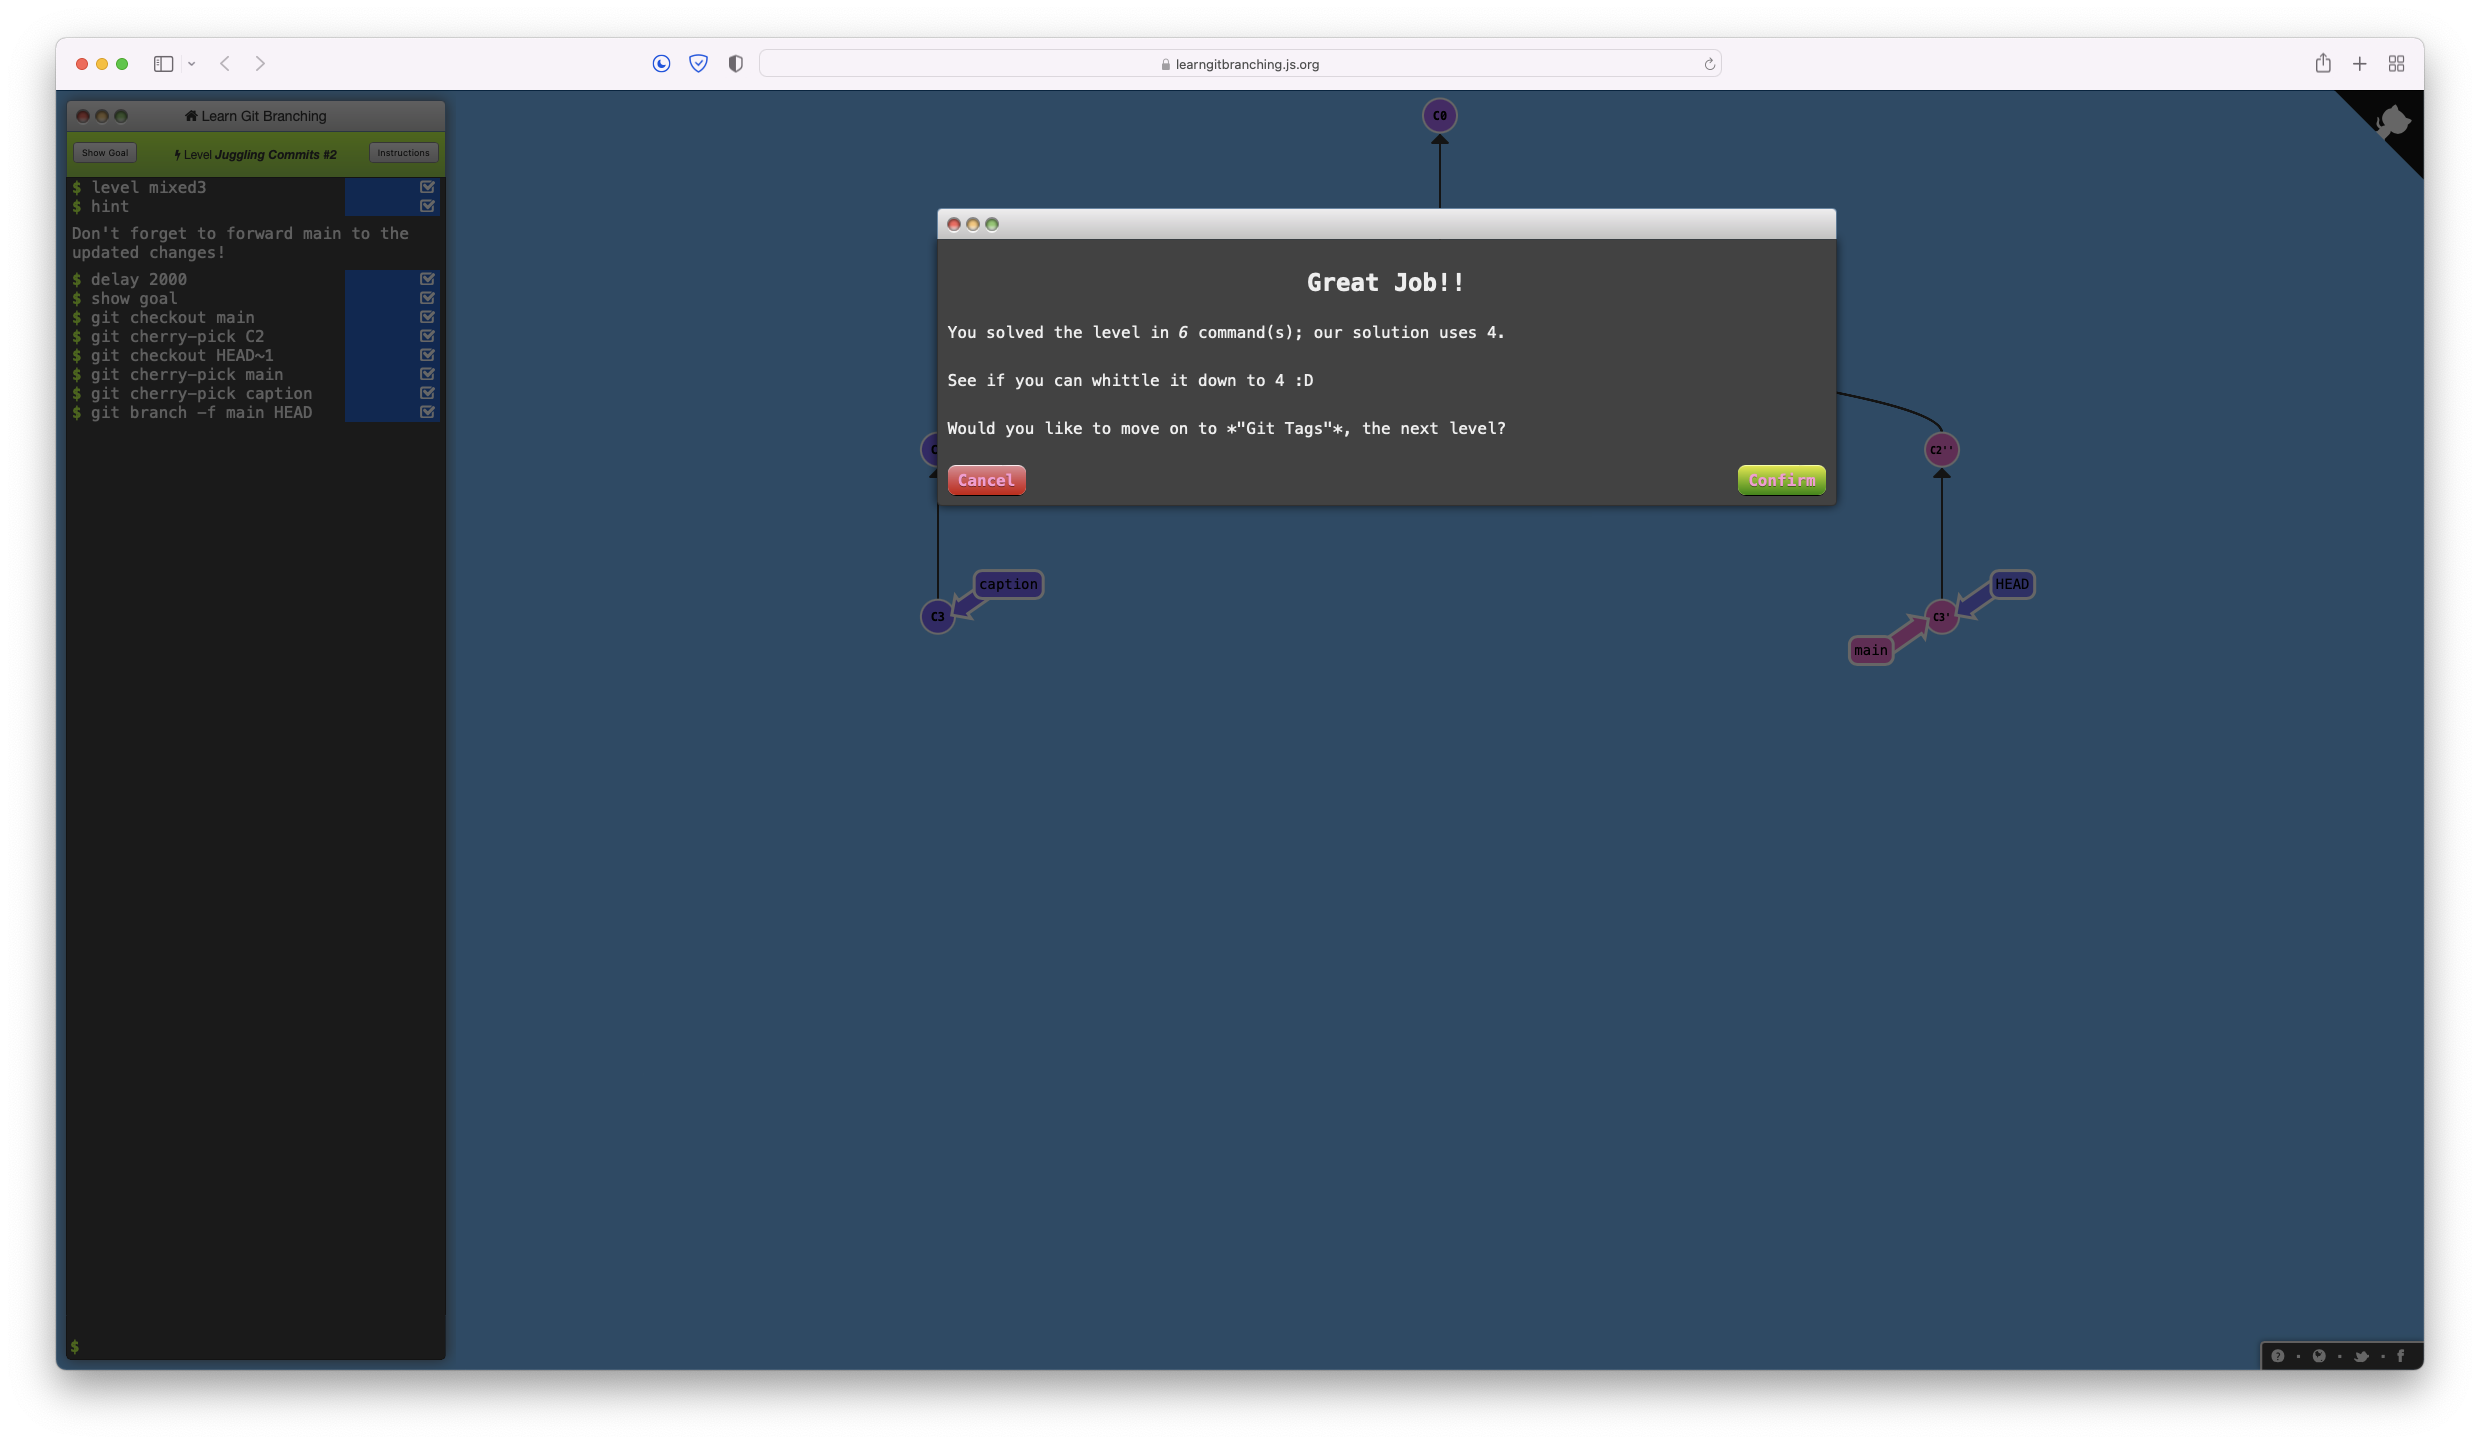 learngitbranching.js.org
Learn Git Branching
Show Goal
Level Juggling Commits #2
Instructions
$ level mixed3
$ hint
Don't forget to forward main to the
updated changes!
$ delay 2000
$ show goal
$ git checkout main
$ git cherry-pick C2
$ git checkout HEAD~1
$ git cherry-pick main
$ git cherry-pick caption
$ git branch -f main HEAD
$
C0
Great Job!!
You solved the level in 6 command(s); our solution uses 4.
See if you can whittle it down to 4 :D
Would you like to move on to *"Git Tags"*, the next level?
Cancel
Confirm
C2''
caption
HEAD
C3
C3'
main